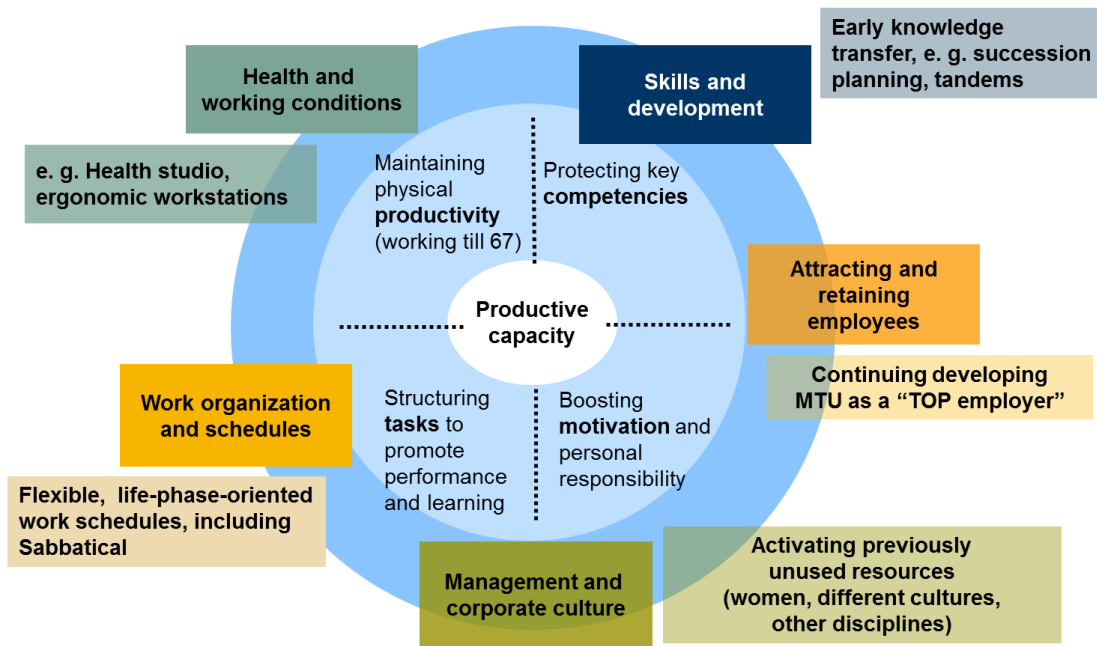 Health and
working conditions
e. g. Health studio,
ergonomic workstations
Skills and
development
Early knowledge
transfer, e. g. succession
planning, tandems
Maintaining
physical
productivity
(working till 67)
Protecting key
competencies
Attracting and
retaining
employees
Continuing developing
MTU as a “TOP employer”
Productive
capacity
Work organization
and schedules
Flexible, life-phase-oriented
work schedules, including
Sabbatical
Structuring
tasks to
promote
performance
and learning
Boosting
motivation and
personal
responsibility
Management and
corporate culture
Activating previously
unused resources
(women, different cultures,
other disciplines)